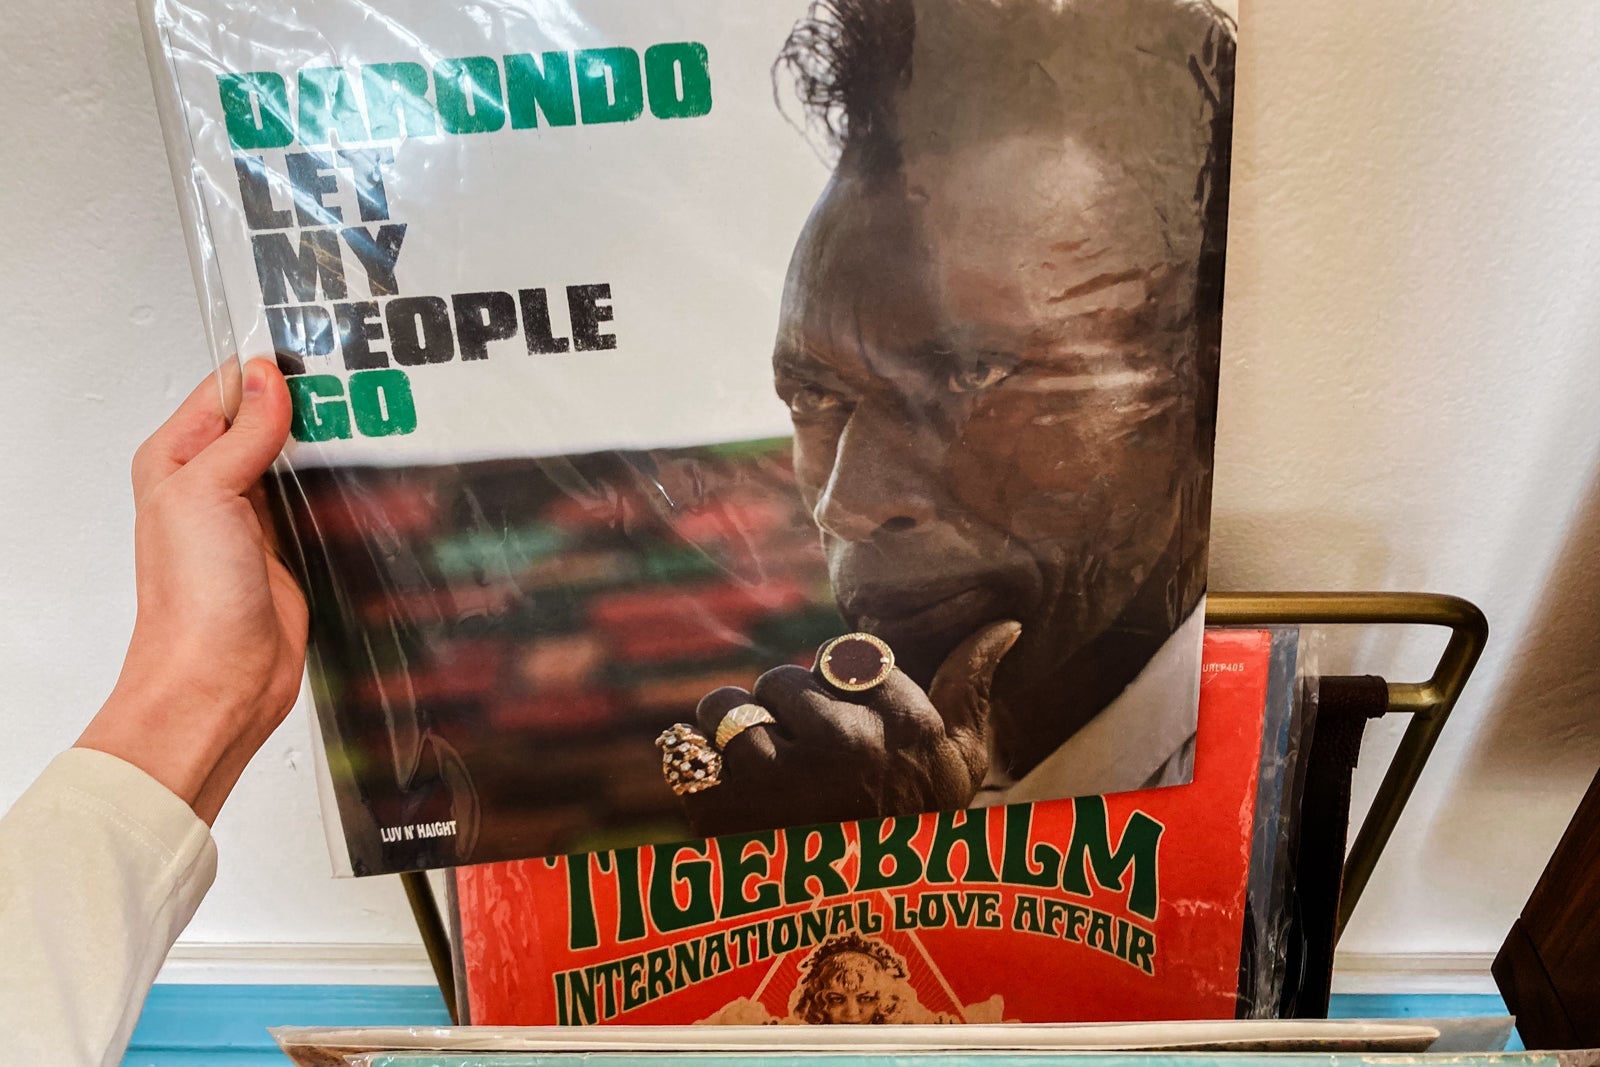 DARONDO
LET
MY
PEOPLE
GO
LUV N' HAIGHT
URLP405
TIGERBALM
INTERNATIONAL LOVE AFFAIR